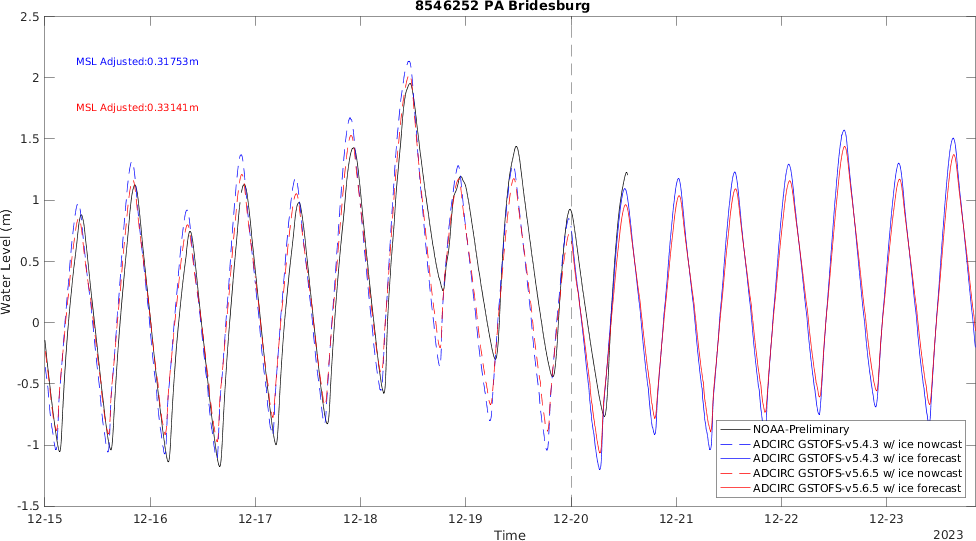 8546252 PA Bridesburg
2.5
2
1.5
1
0.5
0
-0.5
-1
-1.5
Water Level (m)
MSL Adjusted:0.31753m
MSL Adjusted:0.33141m
NOAA-Preliminary
ADCIRC GSTOFS-v5.4.3 w/ ice nowcast
ADCIRC GSTOFS-v5.4.3 w/ ice forecast
ADCIRC GSTOFS-v5.6.5 w/ ice nowcast
ADCIRC GSTOFS-v5.6.5 w/ ice forecast
12-15 12-16 12-17 12-18 12-19 12-20 12-21 12-22 12-23
Time
2023